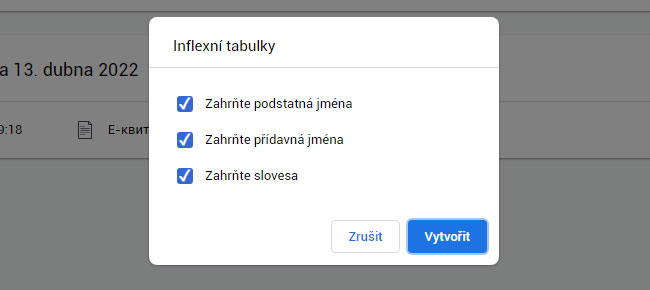 Inflexní tabulky
a 13. dubna 2022
Zahrňte podstatná jména
9:18
Е-квит
Zahrňte přídavná jména
Zahrňte slovesa
Zrušit
Vytvořit